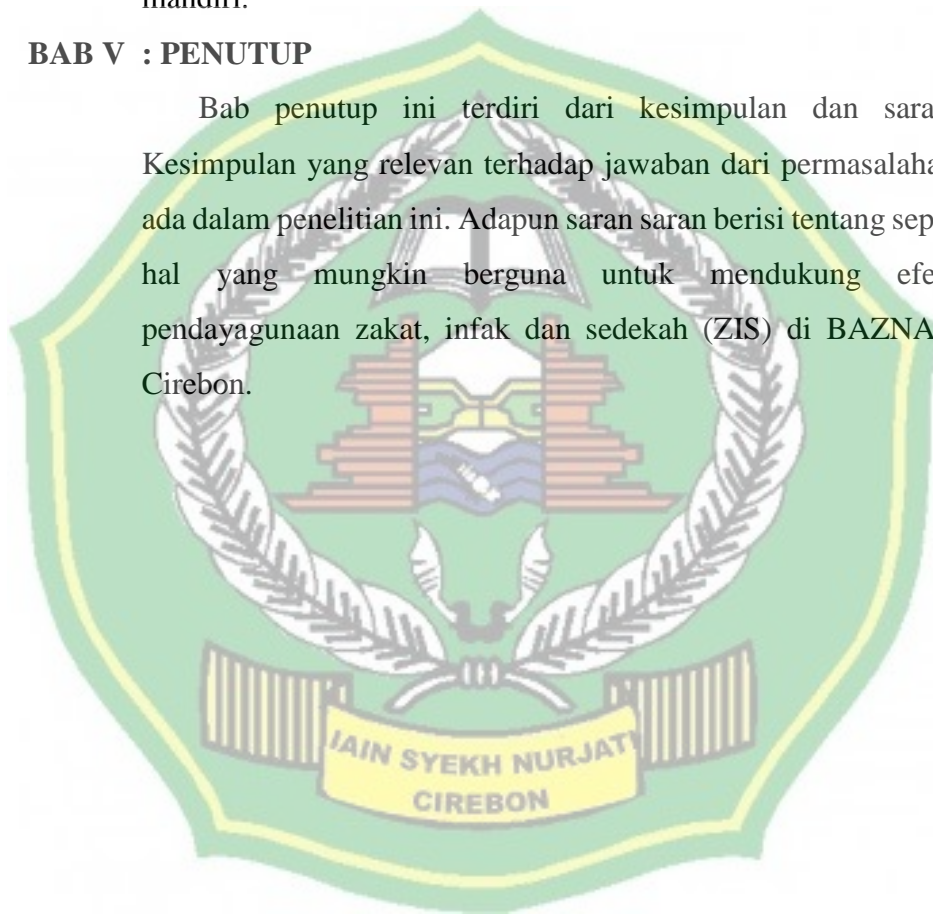 mandiri.
BAB V : PENUTUP
Bab penutup ini terdiri dari kesimpulan dan sara
Kesimpulan yang relevan terhadap jawaban dari permasalaha
ada dalam penelitian ini. Adapun saran saran berisi tentang sep
hal yang mungkin berguna untuk mendukung efe
pendayagunaan zakat, infak dan sedekah (ZIS) di BAZNA
Cirebon.
IAIN SYEKH NURJATI
CIREBON